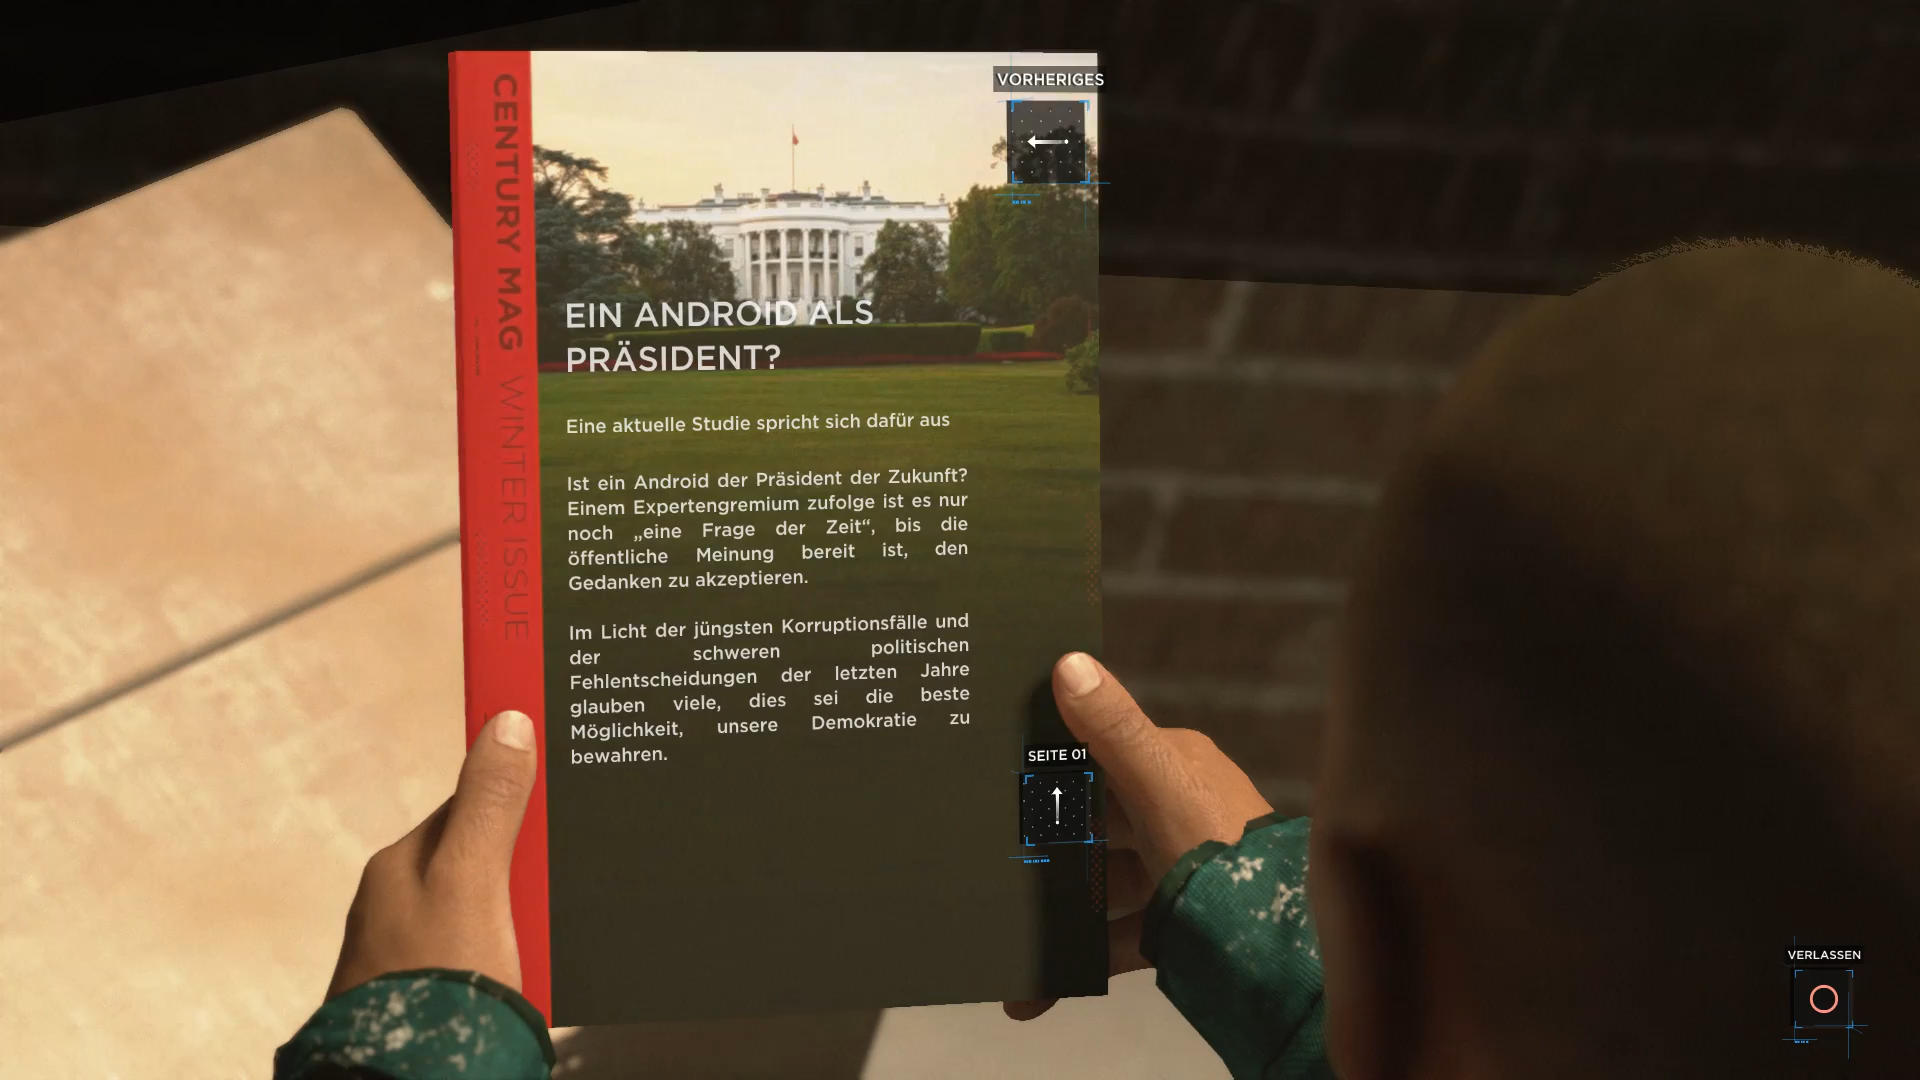 CENTURY MAG WINTER ISSUE
VORHERIGES
EIN ANDROID ALS
PRÄSIDENT?
Eine aktuelle Studie spricht sich dafür aus
Ist ein Android der Präsident der Zukunft?
Einem Expertengremium zufolge ist es nur
noch „eine Frage der Zeit“, bis die
öffentliche Meinung bereit ist, den
Gedanken zu akzeptieren.
Im Licht der jüngsten Korruptionsfälle und
der schweren politischen
Fehlentscheidungen der letzten Jahre
glauben viele, dies sei die beste
Möglichkeit, unsere Demokratie zu
bewahren.
SEITE 01
VERLASSEN